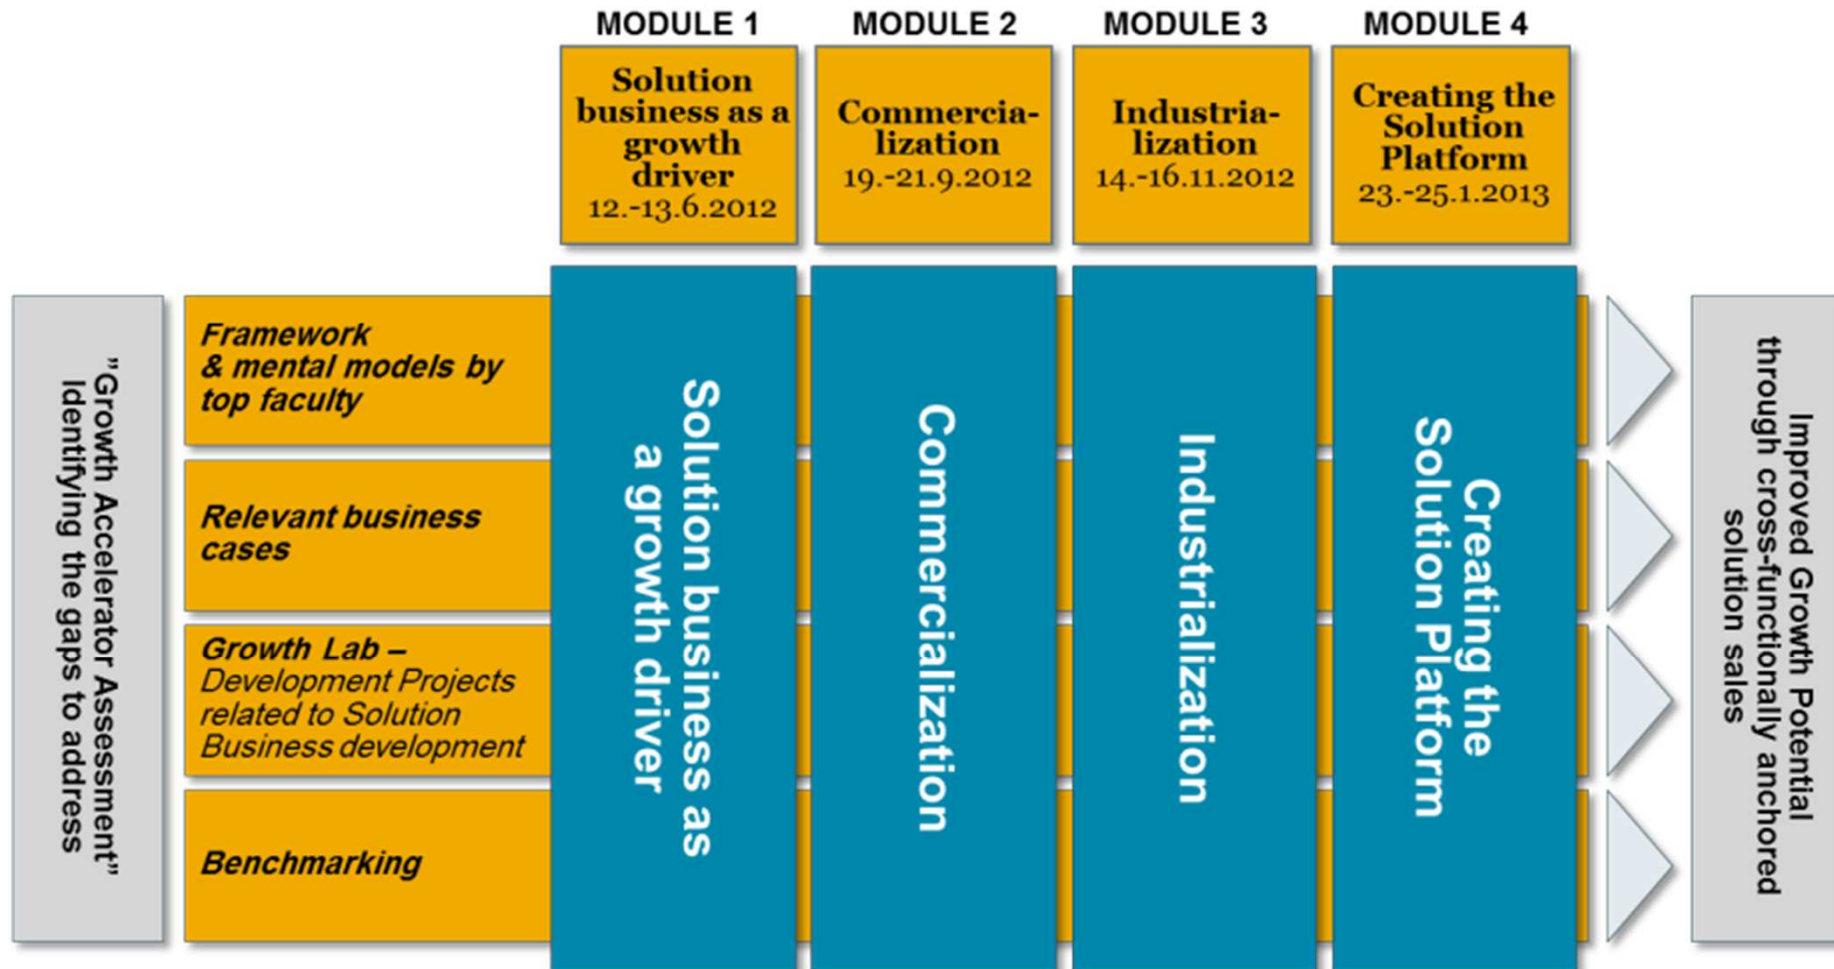 MODULE 1
Solution
business as a
growth
driver
12.-13.6.2012
MODULE 2
Commercia-
lization
19.-21.9.2012
MODULE 3
Industria-
lization
14.-16.11.2012
MODULE 4
Creating the
Solution
Platform
23.-25.1.2013
”Growth Accelerator Assessment”
Identifying the gaps to address
Framework
& mental models by
top faculty
Relevant business
cases
Growth Lab –
Development Projects
related to Solution
Business development
Benchmarking
Solution business as
a growth driver
Commercialization
Industrialization
Creating the
Solution Platform
Improved Growth Potential
through cross-functionally anchored
solution sales